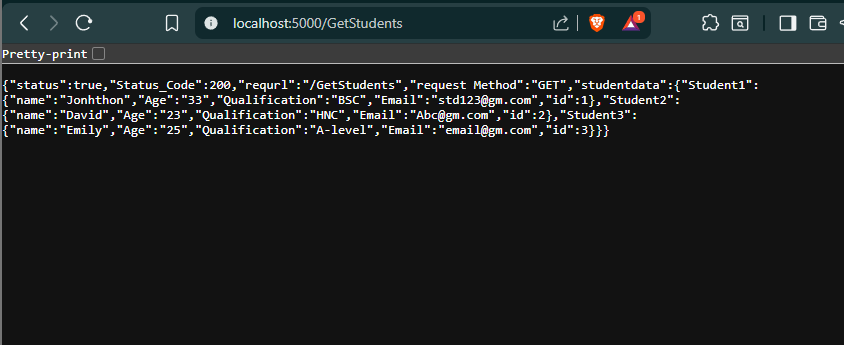 localhost:5000/GetStudents
1
Pretty-print
{"status":true,"Status_Code":200,"requrl":"/GetStudents","request Method":"GET","studentdata":{"Student1":
{"name":"Jonhthon","Age":"33","Qualification":"BSC","Email":"std123@gm.com","id":1},"Student2":
{"name":"David","Age":"23","Qualification":"HNC","Email":"Abc@gm.com","id":2},"Student3":
{"name":"Emily","Age":"25","Qualification":"A-level","Email":"email@gm.com","id":3}}}